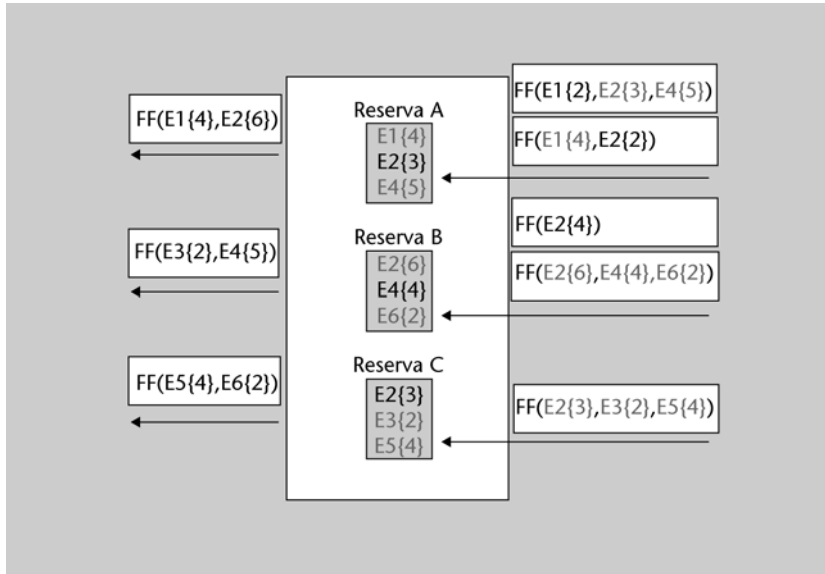 FF(E1{4},E2{6})
FF(E3{2},E4{5})
FF(E5{4},E6{2})
Reserva A
E1{4}
E2{3}
E4{5}
Reserva B
E2{6}
E4{4}
E6{2}
Reserva C
E2{3}
E3{2}
E5{4}
FF(E1{2},E2{3},E4{5})
FF(E1{4},E2{2})
FF(E2{4})
FF(E2{6},E4{4},E6{2})
FF(E2{3},E3{2},E5{4})